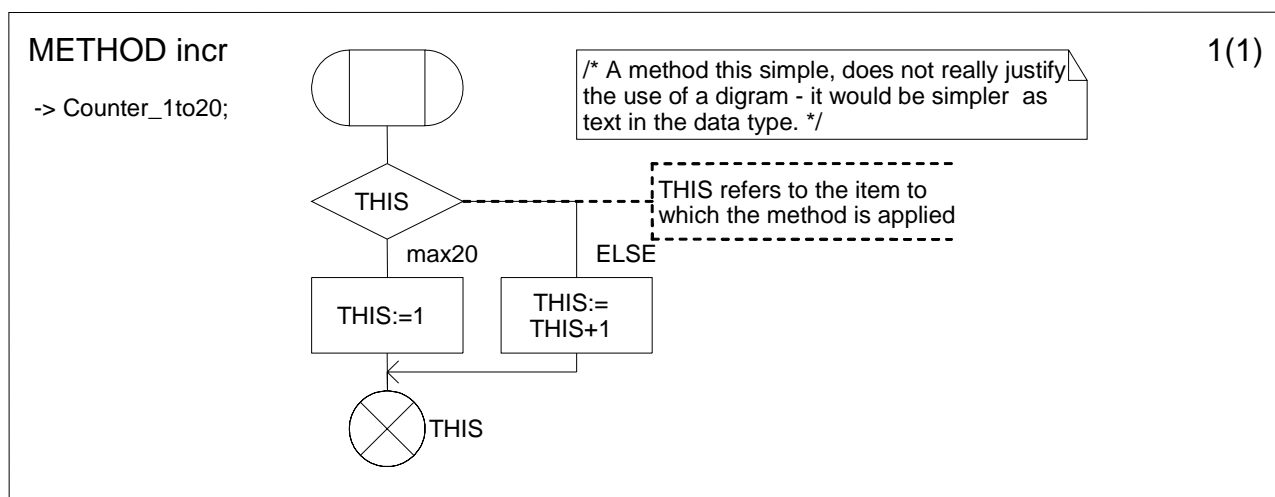 METHOD incr
1(1)
-> Counter_1to20;
/* A method this simple, does not really justify
the use of a digram - it would be simpler as
text in the data type. */
THIS
THIS refers to the item to
which the method is applied
max20
ELSE
THIS:=1
THIS:=
THIS+1
THIS